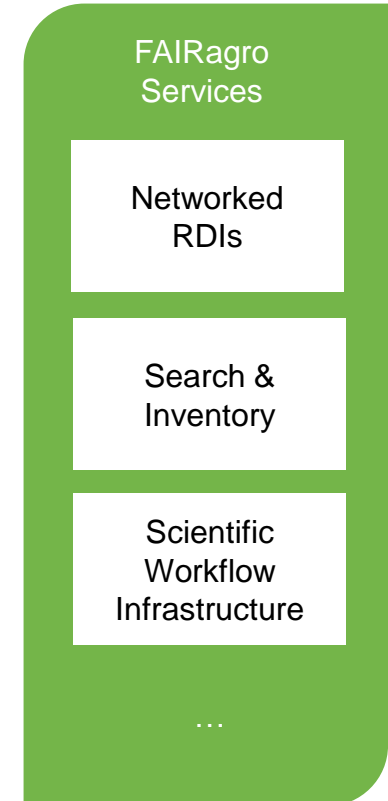 FAIRagro
Services
Networked
RDIs
Search &
Inventory
Scientific
Workflow
Infrastructure
…